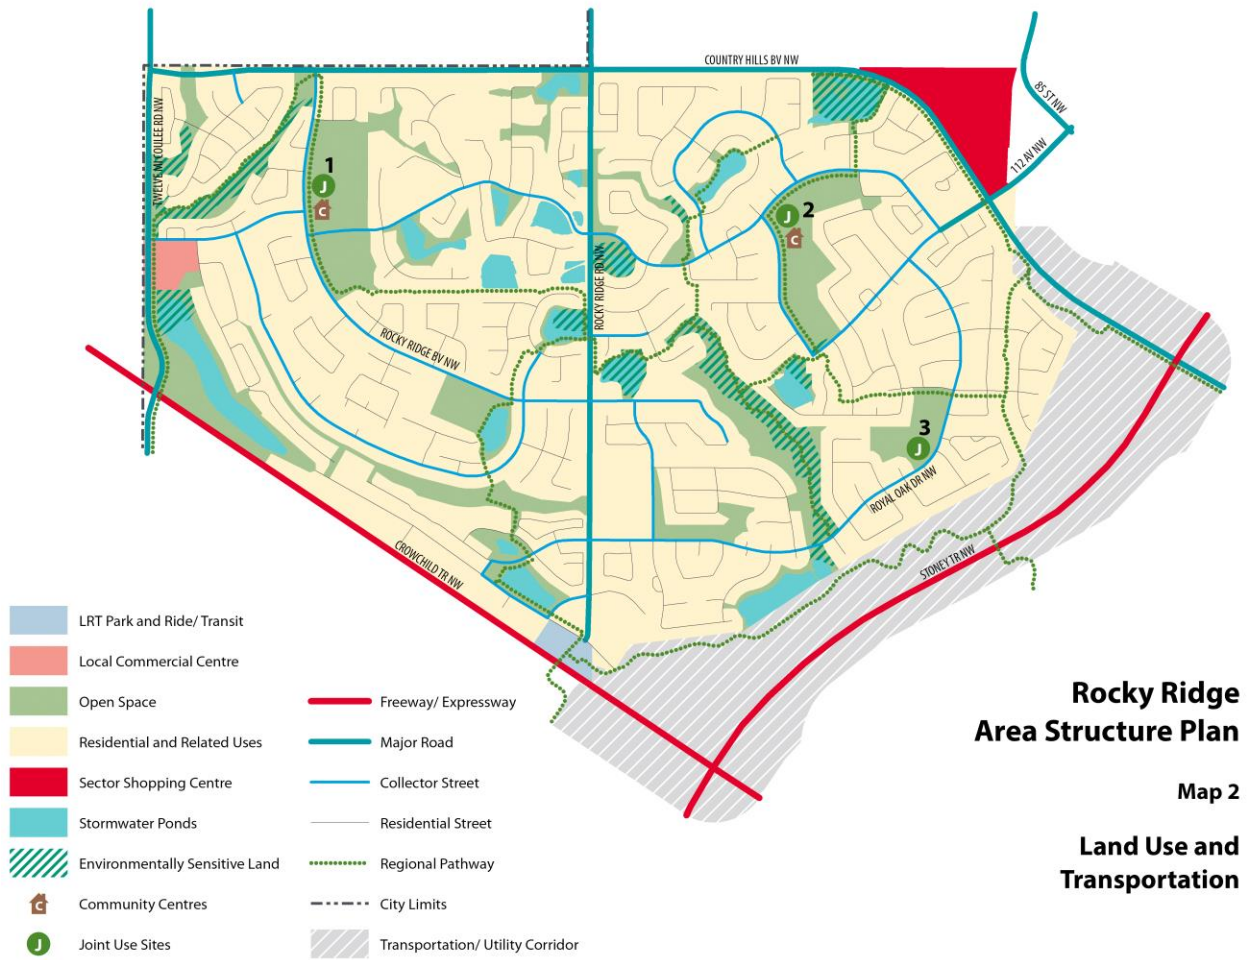 COUNTRY HILLS BV NW
85 ST NW
112 AV NW
TWELVE MI COULEE RD NW
1
J
C
J
2
C
ROCKY RIDGE RD NW
ROCKY RIDGE BV NW
3
J
ROYAL OAK DR NW
CROWCHILD TR NW
STONEY TR NW
LRT Park and Ride/ Transit
Local Commercial Centre
Open Space
Residential and Related Uses
Sector Shopping Centre
Stormwater Ponds
Environmentally Sensitive Land
C
Community Centres
J
Joint Use Sites
Freeway/ Expressway
Major Road
Collector Street
Residential Street
Regional Pathway
City Limits
Transportation/ Utility Corridor
Rocky Ridge
Area Structure Plan
Map 2
Land Use and
Transportation